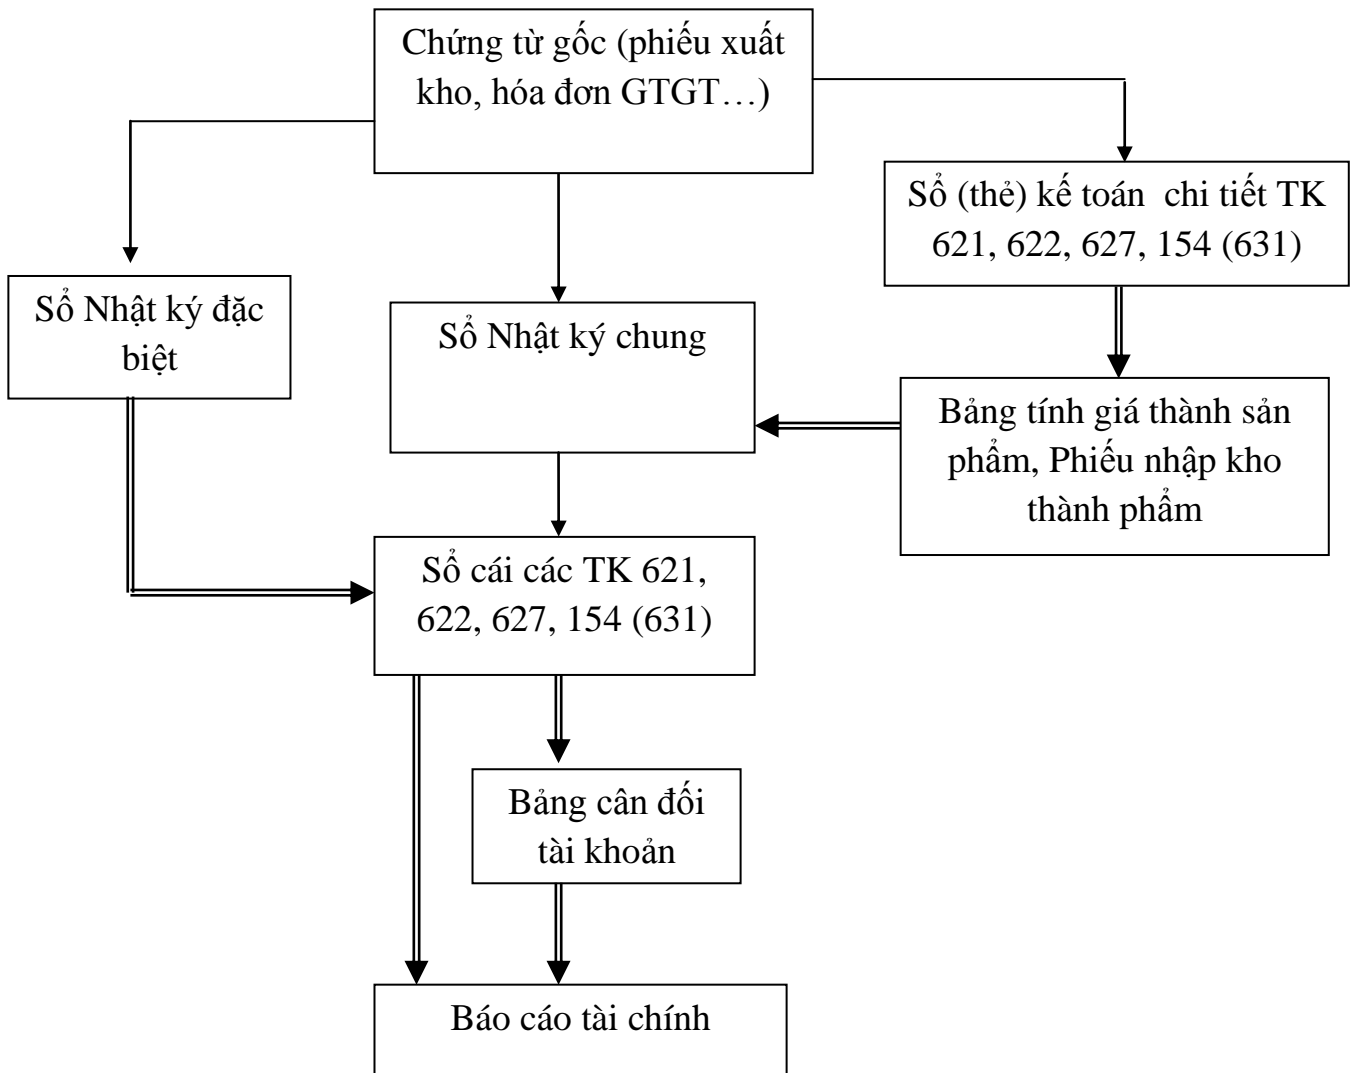 Chứng từ gốc (phiếu xuất
kho, hóa đơn GTGT…)
Sổ (thẻ) kế toán chi tiết TK
621, 622, 627, 154 (631)
Sổ Nhật ký đặc
biệt
Sổ Nhật ký chung
Bảng tính giá thành sản
phẩm, Phiếu nhập kho
thành phẩm
Sổ cái các TK 621,
622, 627, 154 (631)
Bảng cân đối
tài khoản
Báo cáo tài chính